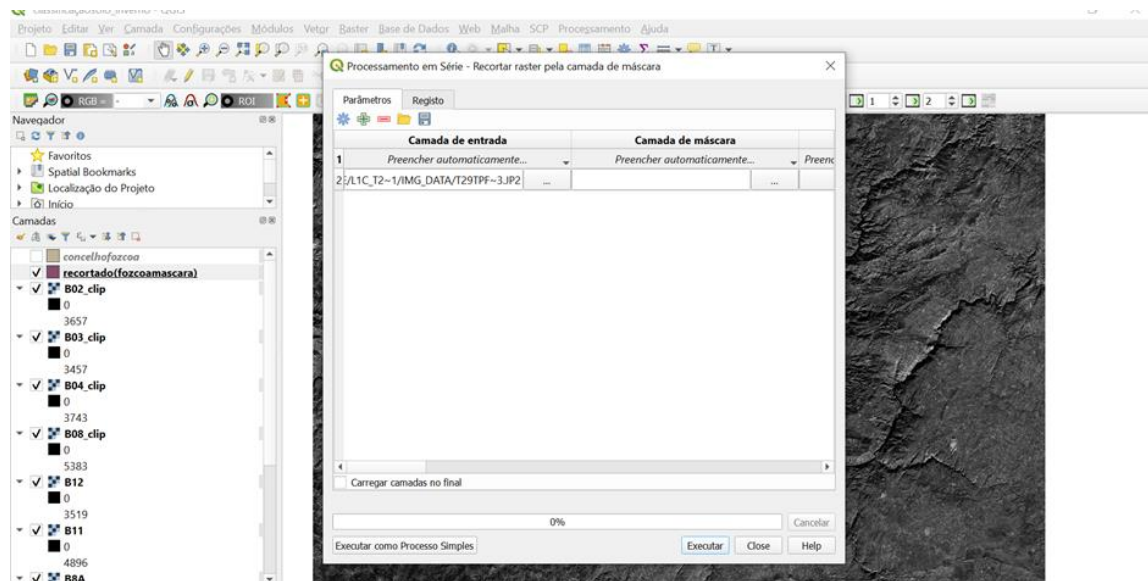 Projeto Editar Ver Camada Configurações Módulos Vetor Raster Base de Dados Web Malha SCP Processamento Ajuda
Processamento em Série - Recortar raster pela camada de máscara
RGB = -
ROI
1 2
Navegador
Favoritos
Spatial Bookmarks
Localização do Projeto
Início
Camadas
concelhofozcoa
recortado(fozcoamascara)
B02_clip
0
3657
B03_clip
0
3457
B04_clip
0
3743
B08_clip
0
5383
B12
0
3519
B11
0
4896
B8A
Parâmetros Registo
Camada de entrada Camada de máscara
1 Preencher automaticamente... Preencher automaticamente... Preenc
2 E/L1C_T2~1/IMG_DATA/T29TPF~3.JP2 ... ...
Carregar camadas no final
0% Cancelar
Executar como Processo Simples Executar Close Help